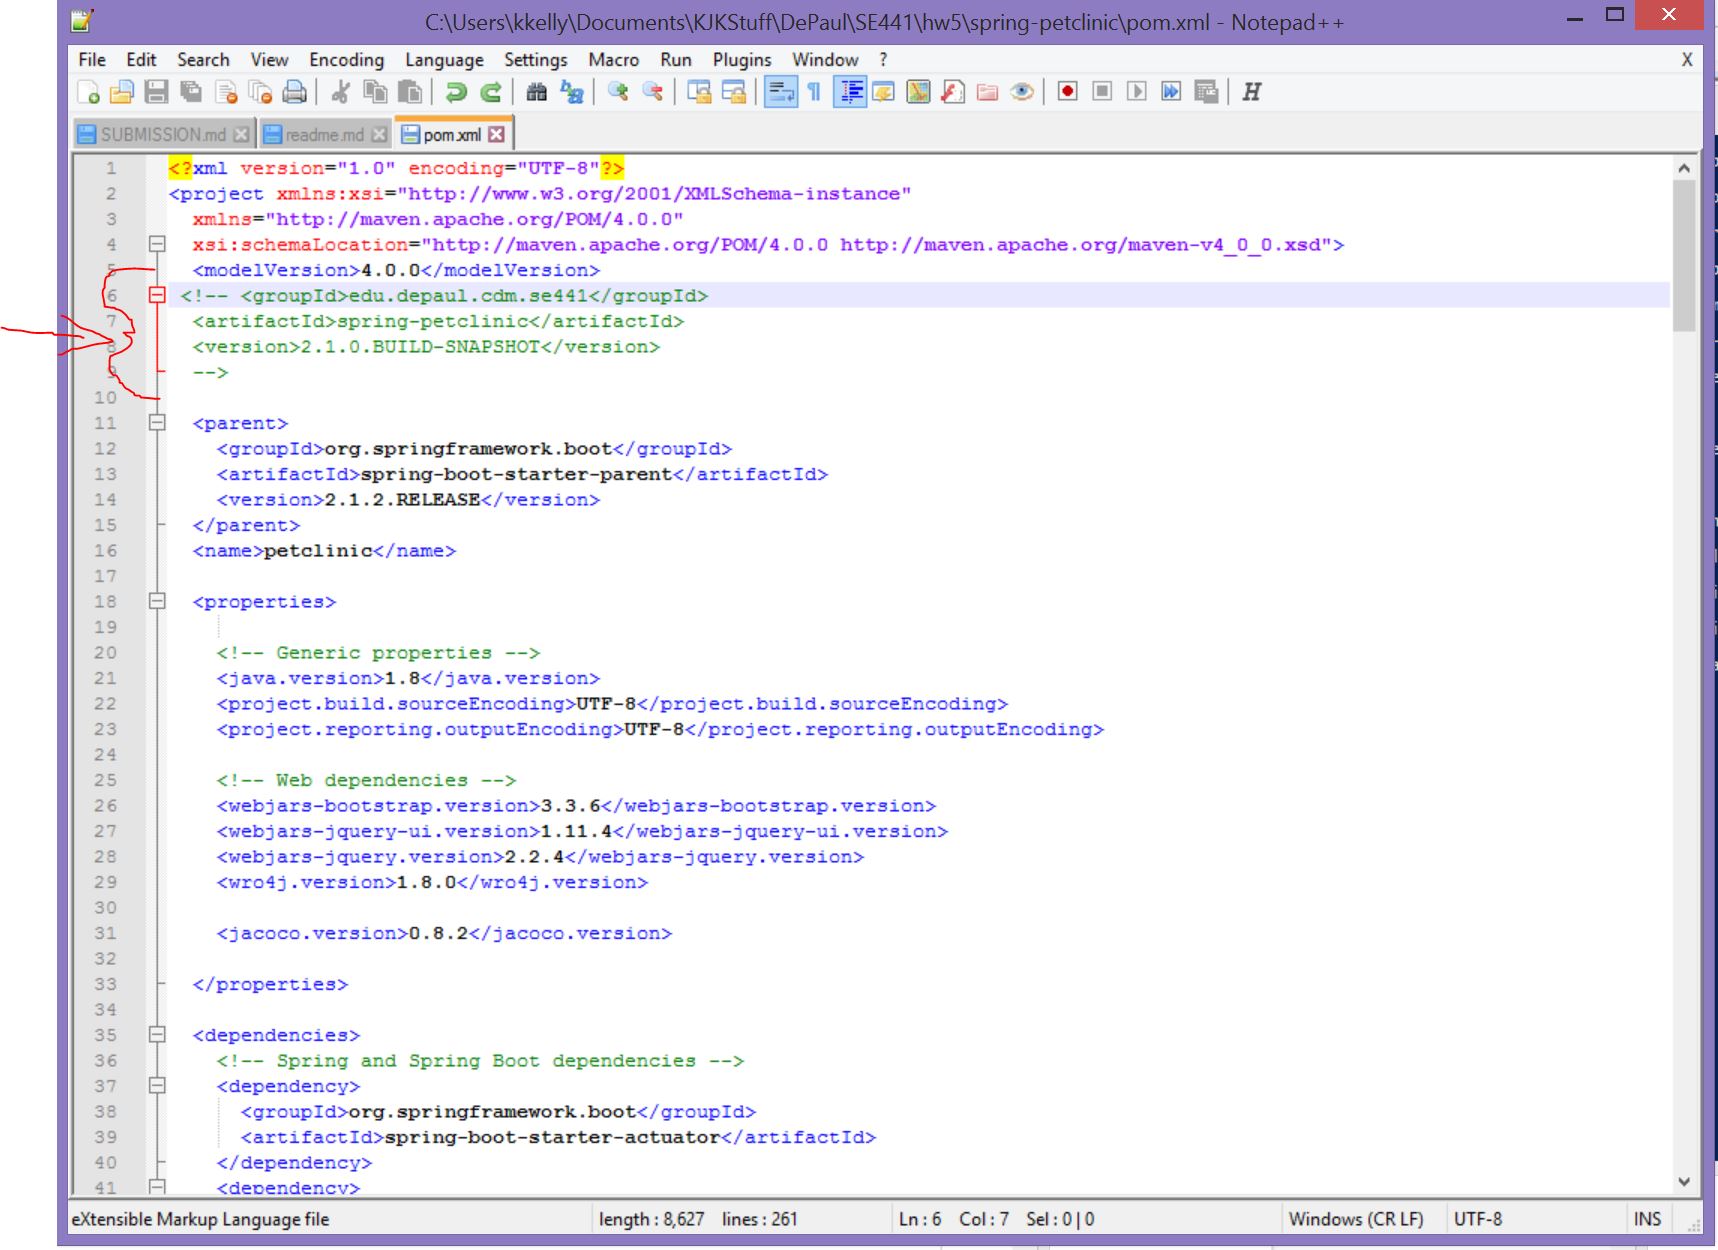 C:\Users\kkelly\Documents\KJKStuff\DePaul\SE441\hw5\spring-petclinic\pom.xml - Notepad++
File Edit Search View Encoding Language Settings Macro Run Plugins Window ? X
SUBMISSION.md readme.md pom.xml
1 <?xml version="1.0" encoding="UTF-8"?>
2 <project xmlns:xsi="http://www.w3.org/2001/XMLSchema-instance"
3 xmlns="http://maven.apache.org/POM/4.0.0"
4 xsi:schemaLocation="http://maven.apache.org/POM/4.0.0 http://maven.apache.org/maven-v4_0_0.xsd">
5 <modelVersion>4.0.0</modelVersion>
6 <!-- <groupId>edu.depaul.cdm.se441</groupId>
7 <artifactId>spring-petclinic</artifactId>
8 <version>2.1.0.BUILD-SNAPSHOT</version>
9 -->
10
11 <parent>
12 <groupId>org.springframework.boot</groupId>
13 <artifactId>spring-boot-starter-parent</artifactId>
14 <version>2.1.2.RELEASE</version>
15 </parent>
16 <name>petclinic</name>
17
18 <properties>
19
20 <!-- Generic properties -->
21 <java.version>1.8</java.version>
22 <project.build.sourceEncoding>UTF-8</project.build.sourceEncoding>
23 <project.reporting.outputEncoding>UTF-8</project.reporting.outputEncoding>
24
25 <!-- Web dependencies -->
26 <webjars-bootstrap.version>3.3.6</webjars-bootstrap.version>
27 <webjars-jquery-ui.version>1.11.4</webjars-jquery-ui.version>
28 <webjars-jquery.version>2.2.4</webjars-jquery.version>
29 <wro4j.version>1.8.0</wro4j.version>
30
31 <jacoco.version>0.8.2</jacoco.version>
32
33 </properties>
34
35 <dependencies>
36 <!-- Spring and Spring Boot dependencies -->
37 <dependency>
38 <groupId>org.springframework.boot</groupId>
39 <artifactId>spring-boot-starter-actuator</artifactId>
40 </dependency>
41 <dependency>
eXtensible Markup Language file length : 8,627 lines : 261 Ln : 6 Col : 7 Sel : 0 | 0 Windows (CR LF) UTF-8 INS